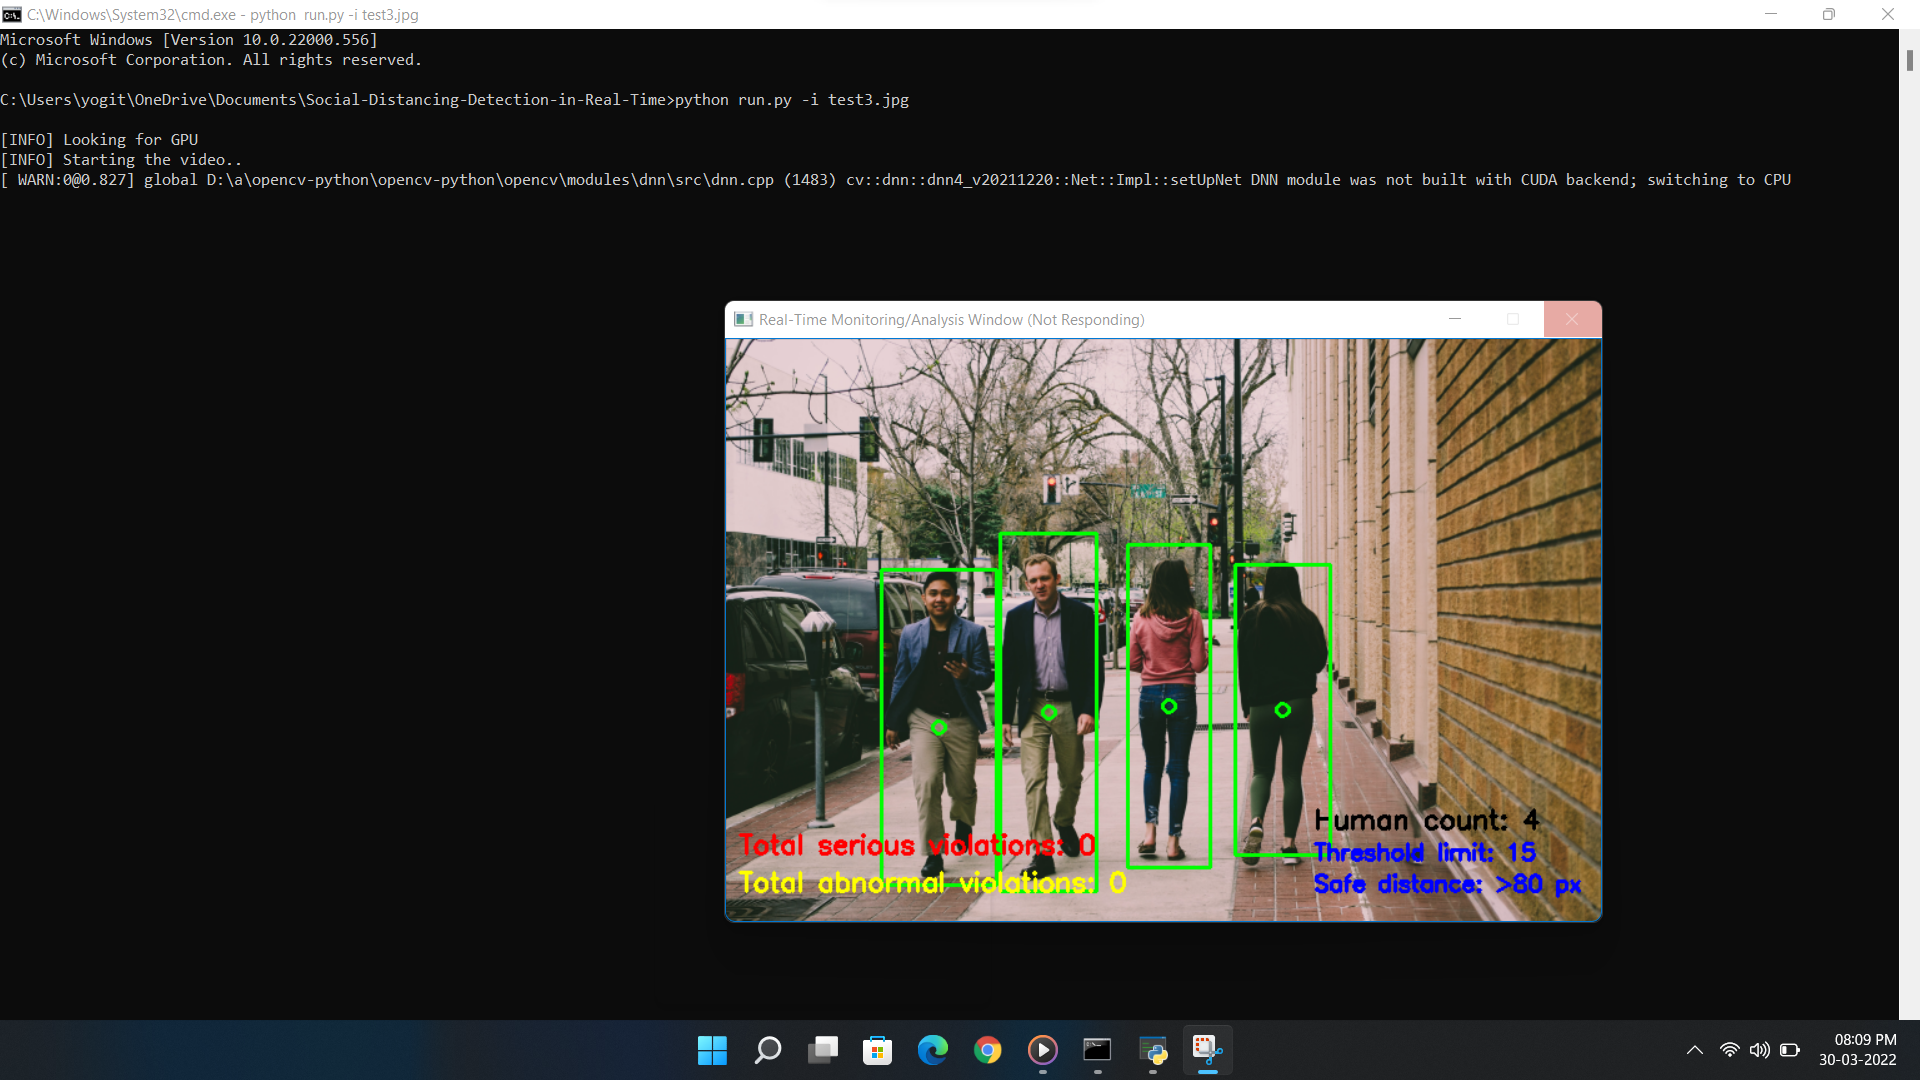 C:\Windows\System32\cmd.exe - python  run.py -i test3.jpg
Microsoft Windows [Version 10.0.22000.556]
(c) Microsoft Corporation. All rights reserved.
C:\Users\yogit\OneDrive\Documents\Social-Distancing-Detection-in-Real-Time>python run.py -i test3.jpg
[INFO] Looking for GPU
[INFO] Starting the video..
[ WARN:0@0.827] global D:\a\opencv-python\opencv-python\opencv\modules\dnn\src\dnn.cpp (1483) cv::dnn::dnn4_v20211220::Net::Impl::setUpNet DNN module was not built with CUDA backend; switching to CPU
Real-Time Monitoring/Analysis Window (Not Responding)
Total serious violations: 0
Total abnormal violations: 0
Human count: 4
Threshold limit: 15
Safe distance: >80 px
08:09 PM
30-03-2022